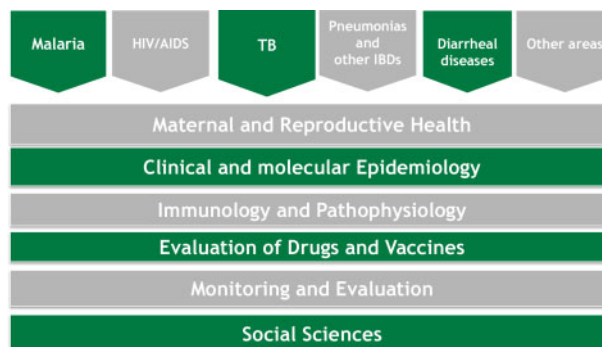 Malaria
HIV/AIDS
TB
Pneumonias
and
other IBDs
Diarrheal
diseases
Other areas
Maternal and Reproductive Health
Clinical and molecular Epidemiology
Immunology and Pathophysiology
Evaluation of Drugs and Vaccines
Monitoring and Evaluation
Social Sciences